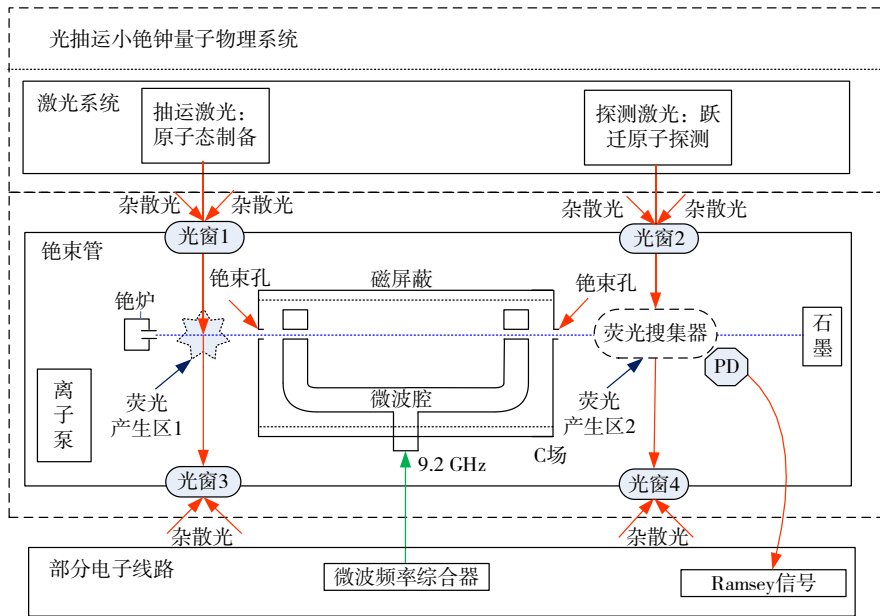 光抽运小铯钟量子物理系统
激光系统
抽运激光：
原子态制备
探测激光：跃
迁原子探测
杂散光
杂散光
杂散光
杂散光
光窗1
光窗2
铯束管
铯束孔
磁屏蔽
铯束孔
铯炉
荧光搜集器
石
墨
PD
离
子
泵
荧光
产生区1
微波腔
荧光
产生区2
C场
9.2 GHz
光窗3
光窗4
杂散光
杂散光
部分电子线路
微波频率综合器
Ramsey信号